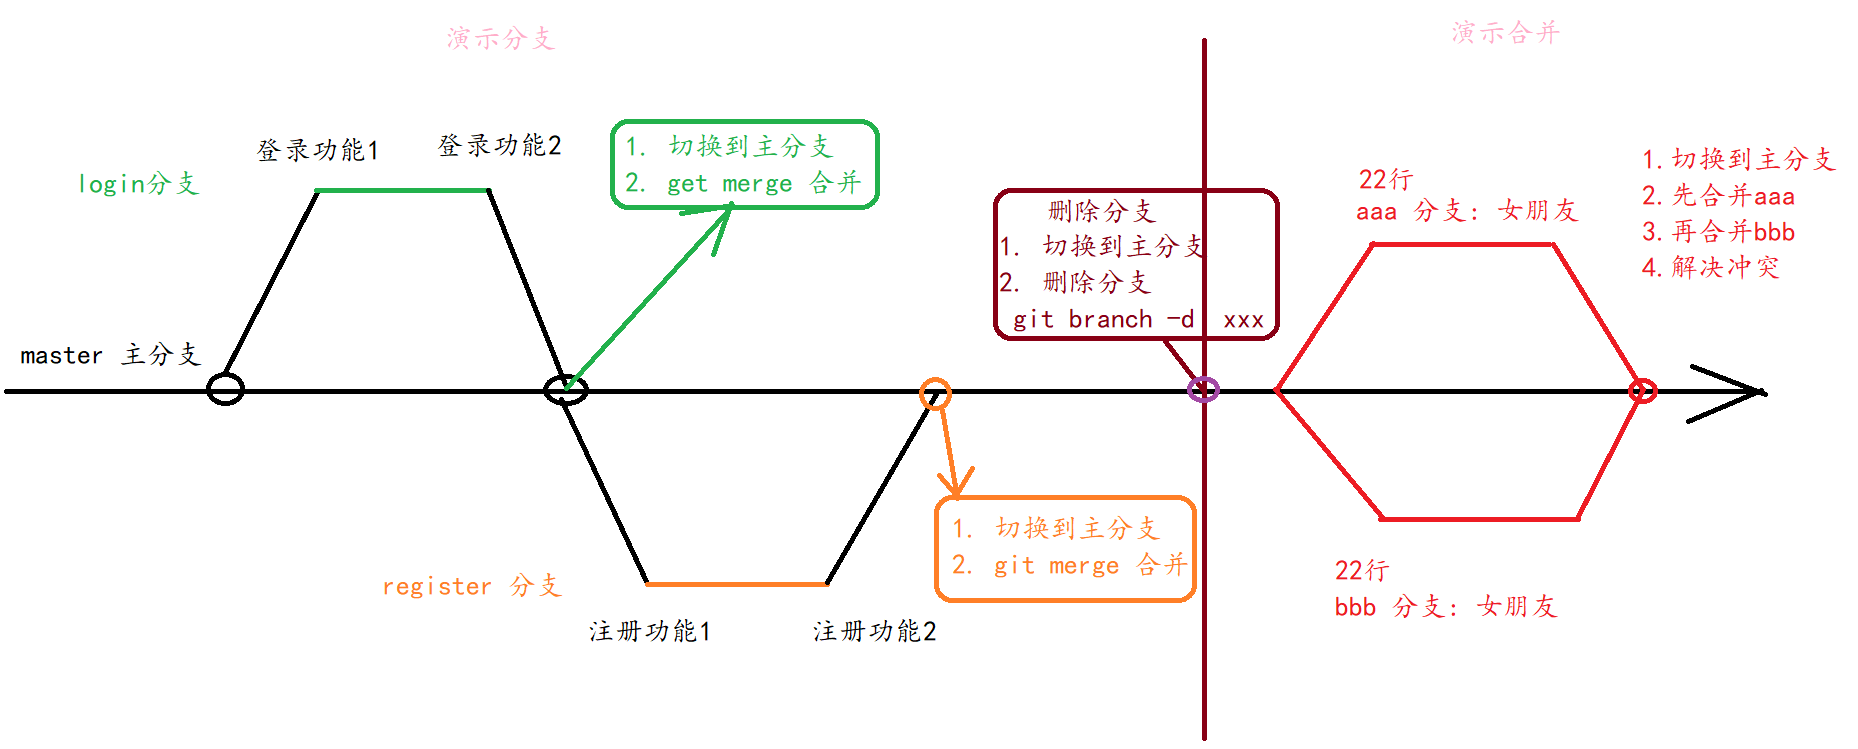 演示分支
演示合并
登录功能1
登录功能2
login分支
1. 切换到主分支
2. get merge 合并
master 主分支
register 分支
注册功能1
注册功能2
1. 切换到主分支
2. git merge 合并
删除分支
1. 切换到主分支
2. 删除分支
git branch -d xxx
22行
aaa 分支: 女朋友
1.切换到主分支
2.先合并aaa
3.再合并bbb
4.解决冲突
22行
bbb 分支: 女朋友